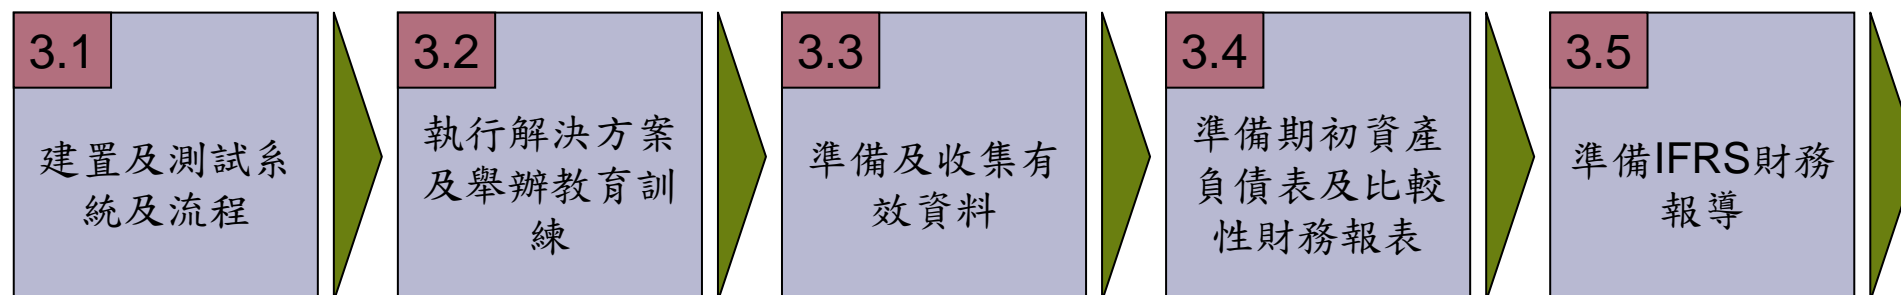 3.1
建置及測試系
統及流程
3.2
執行解決方案
及舉辦教育訓
練
3.3
準備及收集有
效資料
3.4
準備期初資產
負債表及比較
性財務報表
3.5
準備IFRS財務
報導